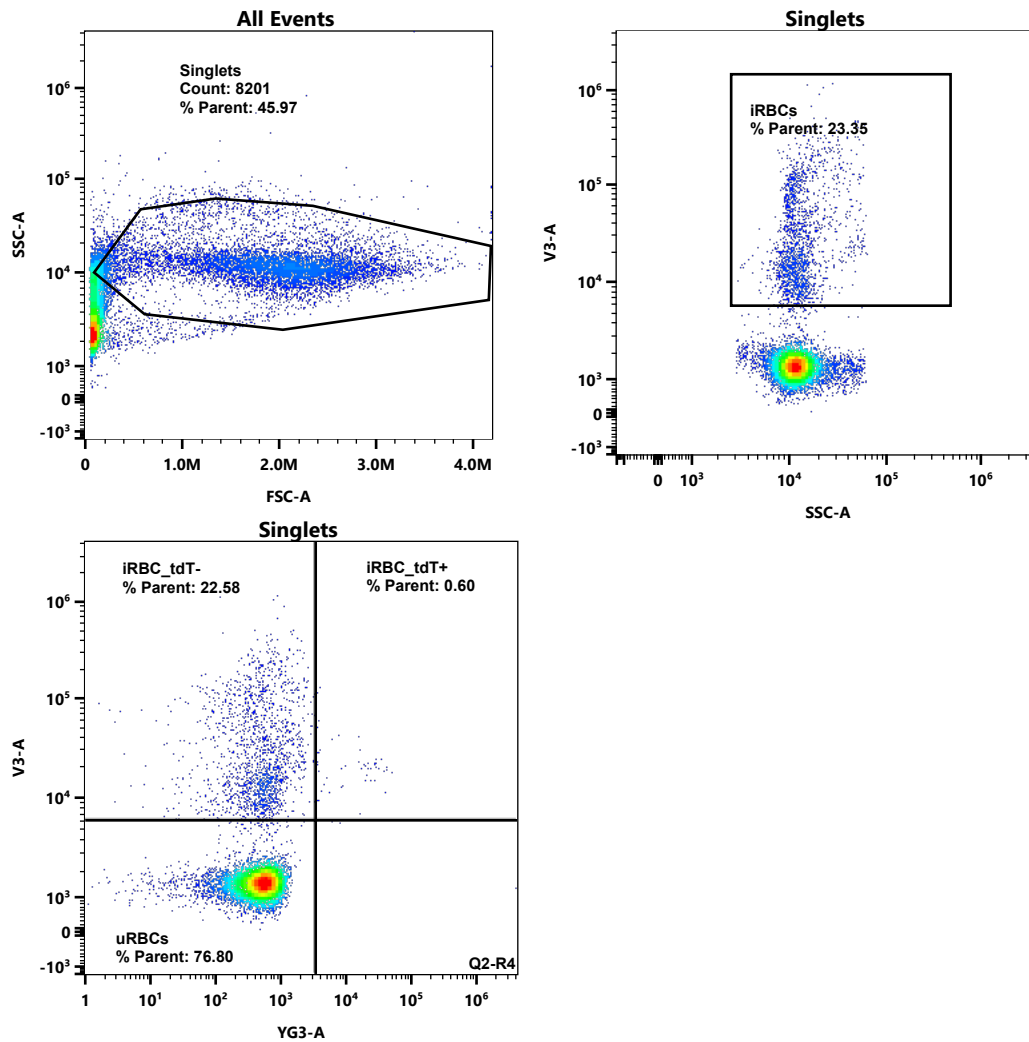 All Events
Singlets
Count: 8201
% Parent: 45.97
10⁶
10⁵
10⁴
10³
0
-10³
SSC-A
0
1.0M
2.0M
3.0M
4.0M
FSC-A
Singlets
iRBCs
% Parent: 23.35
10⁶
10⁵
10⁴
10³
0
-10³
V3-A
0
10³
10⁴
10⁵
10⁶
SSC-A
Singlets
iRBC_tdT-
% Parent: 22.58
iRBC_tdT+
% Parent: 0.60
10⁶
10⁵
10⁴
10³
0
-10³
V3-A
uRBCs
% Parent: 76.80
Q2-R4
1
10¹
10²
10³
10⁴
10⁵
10⁶
YG3-A